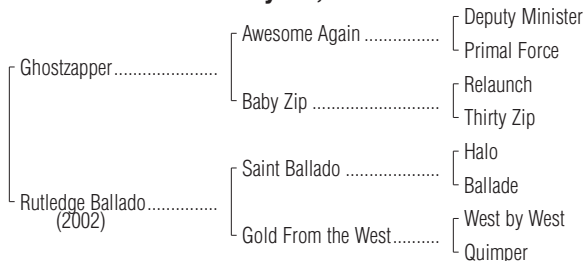 Deputy Minister
Awesome Again ................
Primal Force
Ghostzapper......................
Relaunch
Baby Zip ...........................
Thirty Zip
Halo
Saint Ballado ....................
Ballade
Rutledge Ballado...............
(2002)
West by West
Gold From the West..........
Quimper